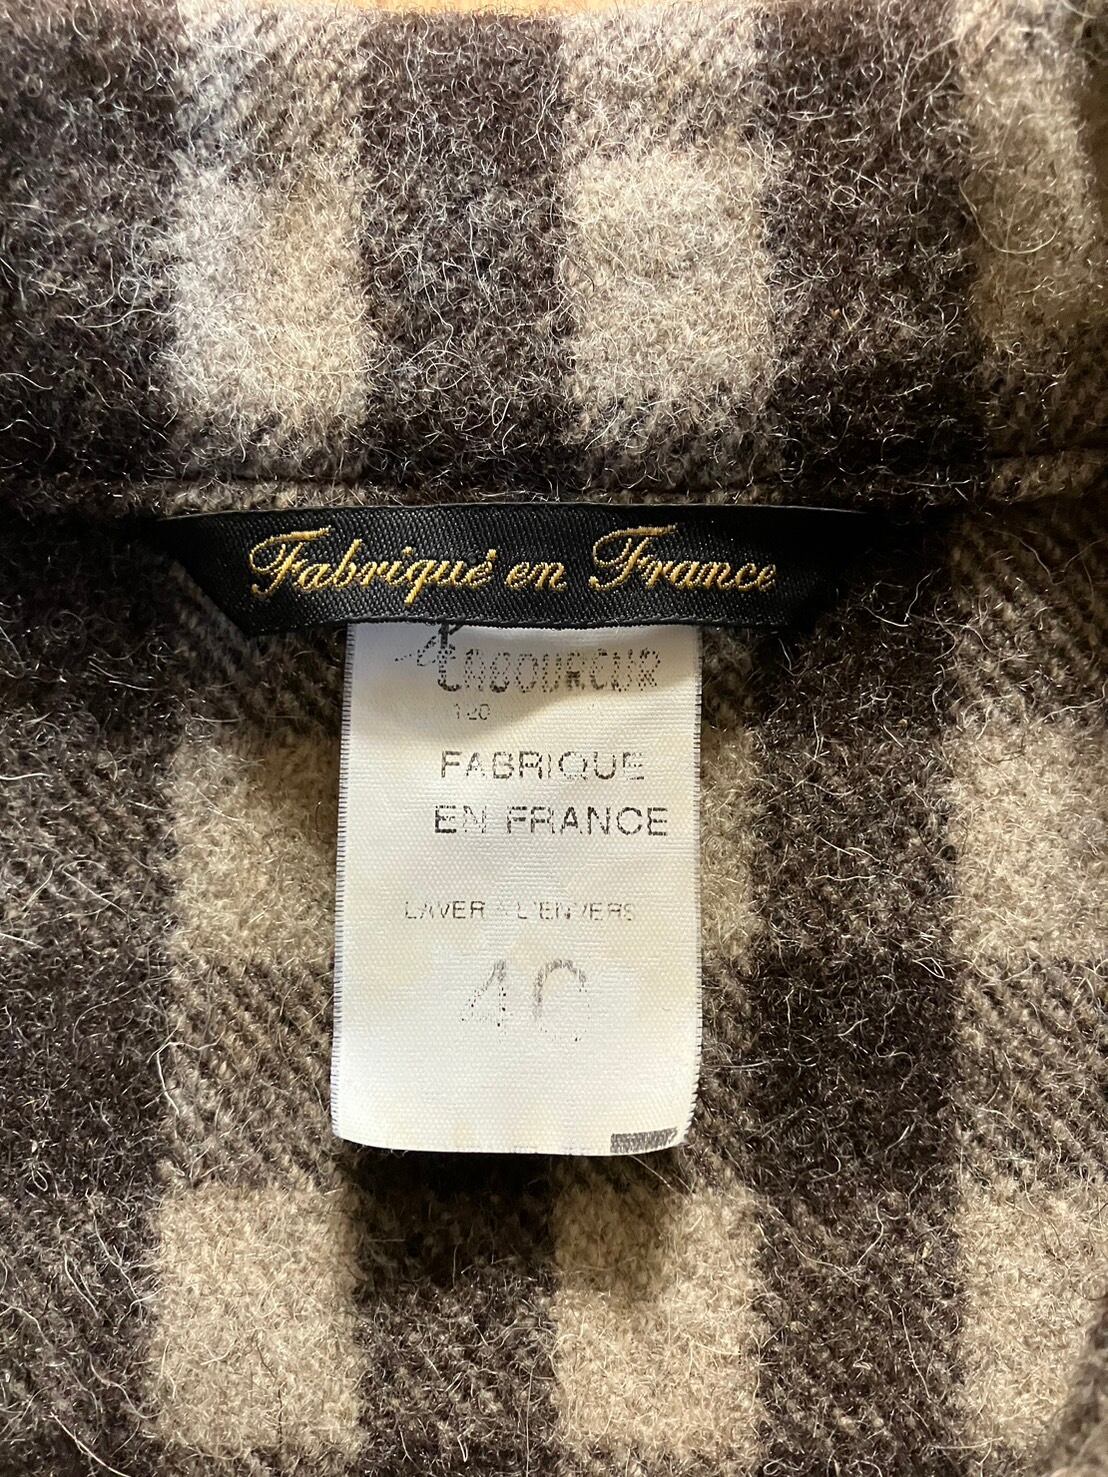 Fabriqué en France
FABRIQUE
EN FRANCE
LAVER A L'ENVERS
40